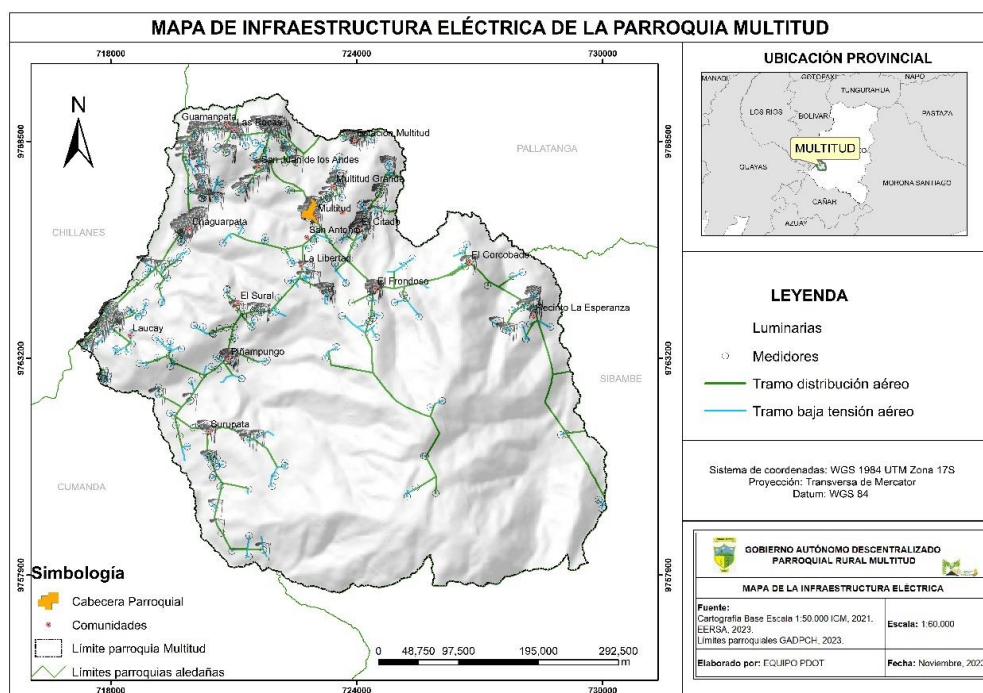 MAPA DE INFRAESTRUCTURA ELÉCTRICA DE LA PARROQUIA MULTITUD
718000
724000
730000
N
9768500
9768500
9763200
9763200
9757900
9757900
Guamanpata
Las Rocas
Estación Multitud
San Juan de los Andes
Multitud Grande
Multitud
El Citado
San Antonio
Chaguarpata
La Libertad
El Corcobado
El Frondoso
El Sural
Jacinto La Esperanza
Laucay
Piñampungo
Surupata
PALLATANGA
CHILLANES
SIBAMBE
CUMANDA
Simbología
Cabecera Parroquial
Comunidades
Límite parroquia Multitud
Límites parroquias aledañas
0 48,750 97,500 195,000 292,500
m
718000
724000
730000
UBICACIÓN PROVINCIAL
MANABI
COTOPAXI
NAPO
TUNGURAHUA
LOS RIOS
BOLIVAR
PASTAZA
MULTITUD
GUAYAS
MORONA SANTIAGO
CAÑAR
AZUAY
LEYENDA
Luminarias
Medidores
Tramo distribución aéreo
Tramo baja tensión aéreo
Sistema de coordenadas: WGS 1984 UTM Zona 17S
Proyección: Transversa de Mercator
Datum: WGS 84
GOBIERNO AUTÓNOMO DESCENTRALIZADO
PARROQUIAL RURAL MULTITUD
MAPA DE LA INFRAESTRUCTURA ELÉCTRICA
Fuente:
Cartografía Base Escala 1:50.000 ICM, 2021.
EERSA, 2023.
Límites parroquiales GADPCH, 2023.
Escala: 1:60.000
Elaborado por: EQUIPO PDOT
Fecha: Noviembre, 2023